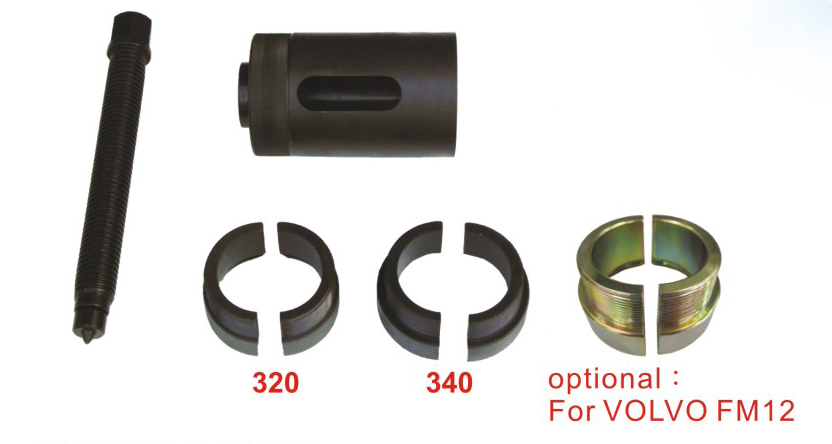 320
340
optional：
For VOLVO FM12